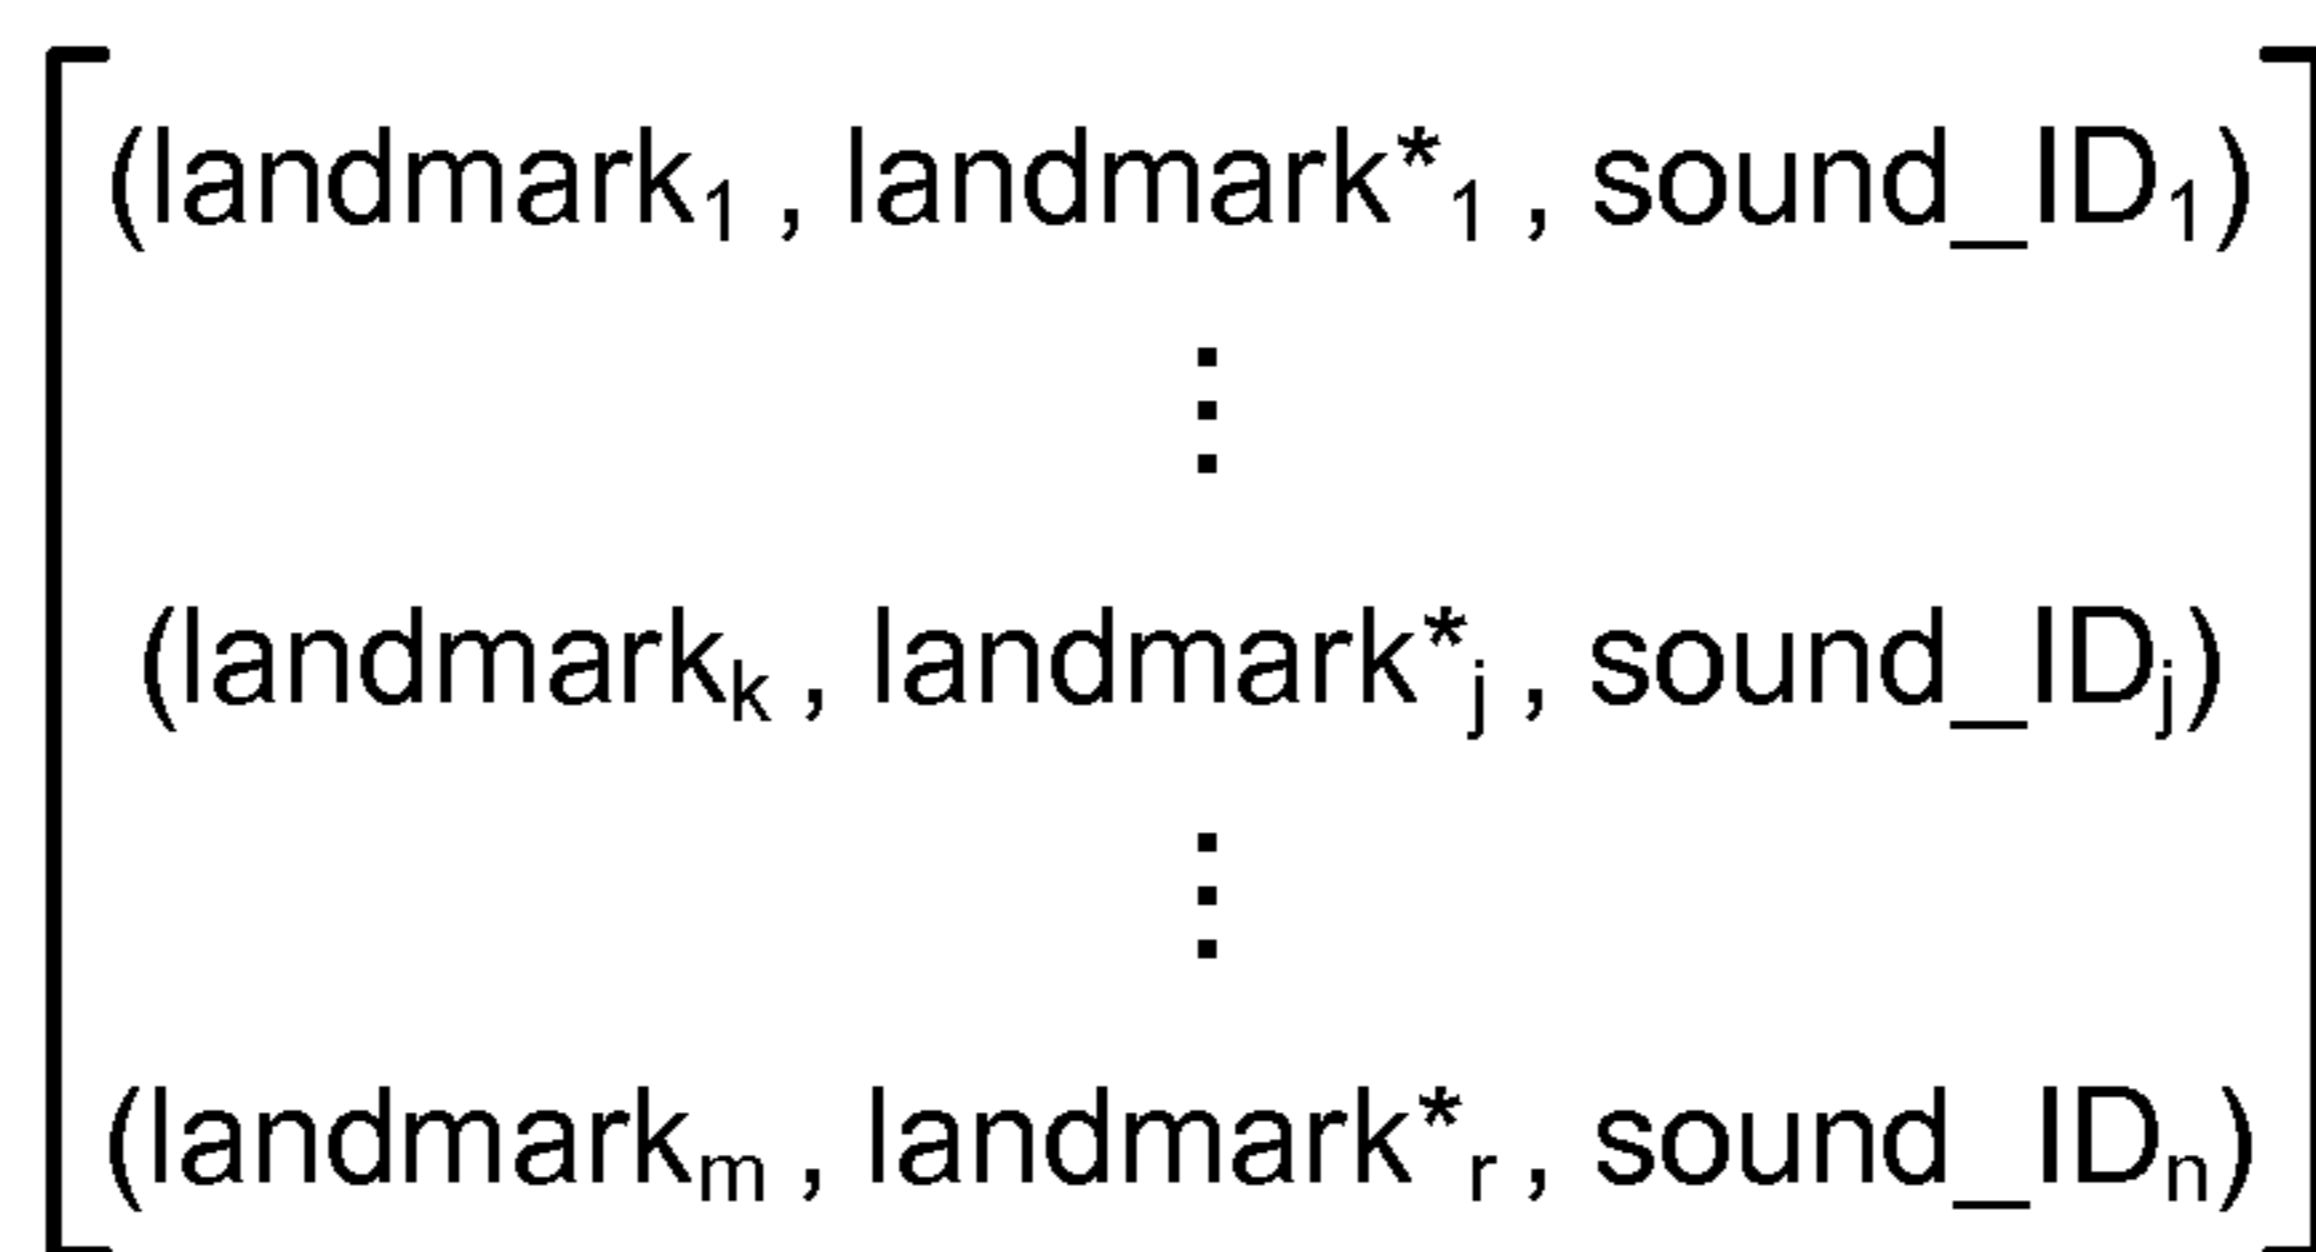 (landmark₁ , landmark*₁ , sound_ID₁)
⋮
(landmarkₖ , landmark*ⱼ , sound_IDⱼ)
⋮
(landmarkₘ , landmark*ᵣ , sound_IDₙ)